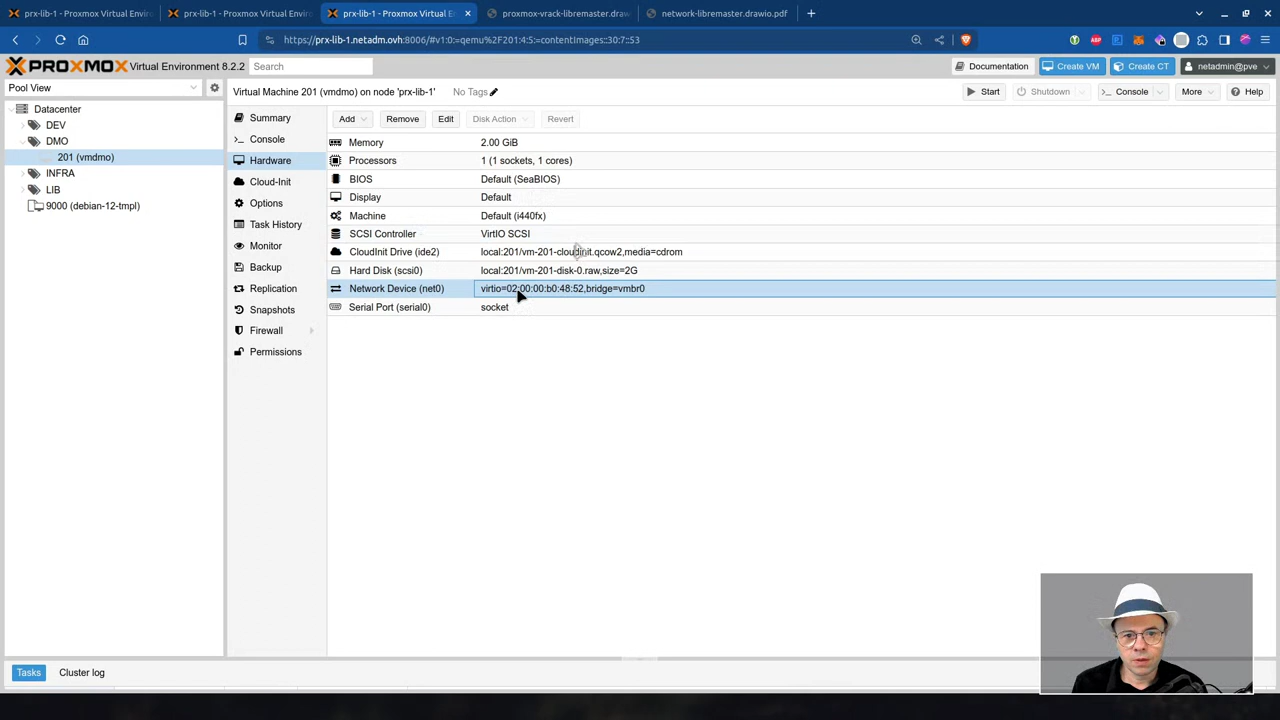 prx-lib-1 - Proxmox Virtual Envir
prx-lib-1 - Proxmox Virtual Envir
prx-lib-1 - Proxmox Virtual Envir
proxmox-vrack-libremaster.draw
network-libremaster.drawio.pdf
https://prx-lib-1.netadm.ovh:8006/#v1:0:=qemu%2F201:4:5:=contentImages::30:7::53
PROXMOX Virtual Environment 8.2.2
Search
Documentation
Create VM
Create CT
netadmin@pve
Pool View
Virtual Machine 201 (vmdmo) on node 'prx-lib-1'
No Tags
Start
Shutdown
Console
More
Help
Datacenter
DEV
DMO
201 (vmdmo)
INFRA
LIB
9000 (debian-12-tmpl)
Summary
Console
Hardware
Cloud-Init
Options
Task History
Monitor
Backup
Replication
Snapshots
Firewall
Permissions
Add
Remove
Edit
Disk Action
Revert
Memory 2.00 GiB
Processors 1 (1 sockets, 1 cores)
BIOS Default (SeaBIOS)
Display Default
Machine Default (i440fx)
SCSI Controller VirtIO SCSI
CloudInit Drive (ide2) local:201/vm-201-cloudinit.qcow2,media=cdrom
Hard Disk (scsi0) local:201/vm-201-disk-0.raw,size=2G
Network Device (net0) virtio=02:00:00:b0:48:52,bridge=vmbr0
Serial Port (serial0) socket
Tasks
Cluster log